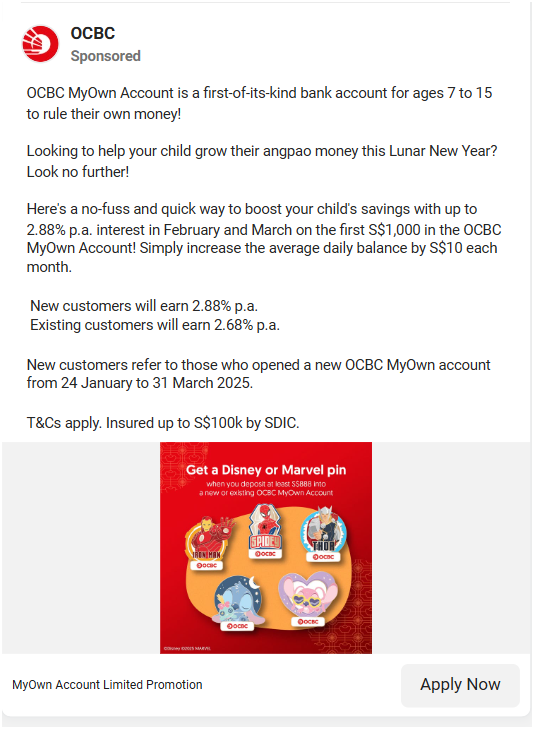 OCBC
Sponsored
OCBC MyOwn Account is a first-of-its-kind bank account for ages 7 to 15
to rule their own money!
Looking to help your child grow their angpao money this Lunar New Year?
Look no further!
Here's a no-fuss and quick way to boost your child's savings with up to
2.88% p.a. interest in February and March on the first S$1,000 in the OCBC
MyOwn Account! Simply increase the average daily balance by S$10 each
month.
New customers will earn 2.88% p.a.
Existing customers will earn 2.68% p.a.
New customers refer to those who opened a new OCBC MyOwn account
from 24 January to 31 March 2025.
T&Cs apply. Insured up to S$100k by SDIC.
Get a Disney or Marvel pin
when you deposit at least S$888 into
a new or existing OCBC MyOwn Account
IRON MAN
OCBC
SPIDEY
OCBC
THOR
OCBC
OCBC
OCBC
©Disney ©2025 MARVEL
MyOwn Account Limited Promotion
Apply Now